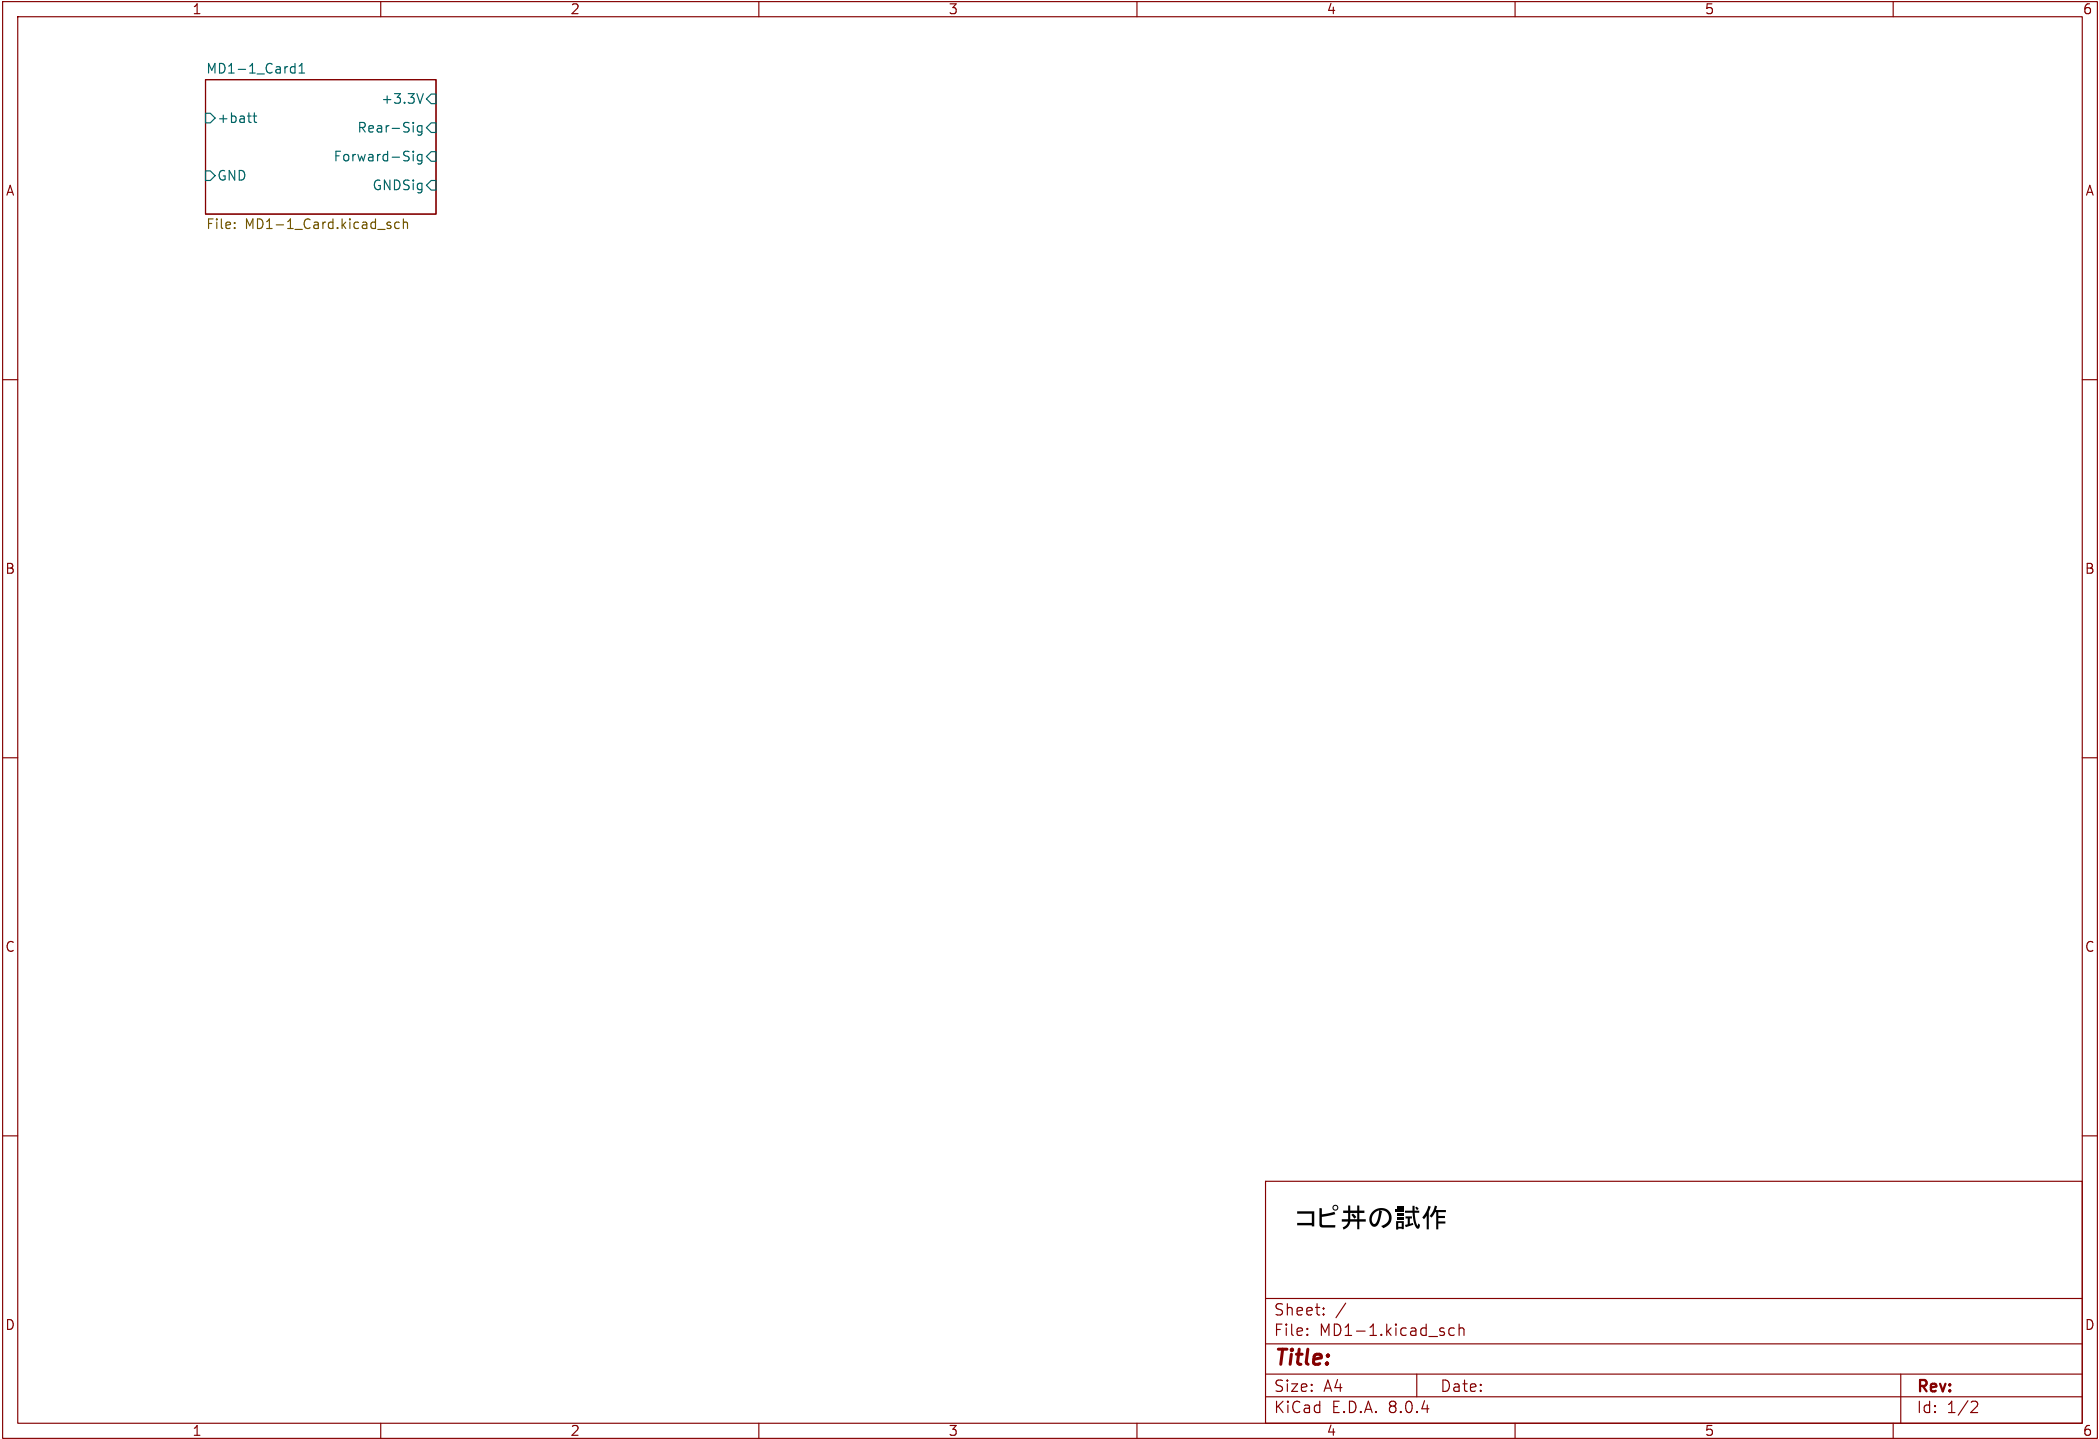 1 2 3 4 5 6
MD1-1_Card1
+3.3V
+batt
Rear-Sig
Forward-Sig
GND
GNDSig
File: MD1-1_Card.kicad_sch
A A
B B
C C
コピ丼の試作
Sheet: /
File: MD1-1.kicad_sch
D D
Title:
Size: A4 Date: Rev:
KiCad E.D.A. 8.0.4 Id: 1/2
1 2 3 4 5 6